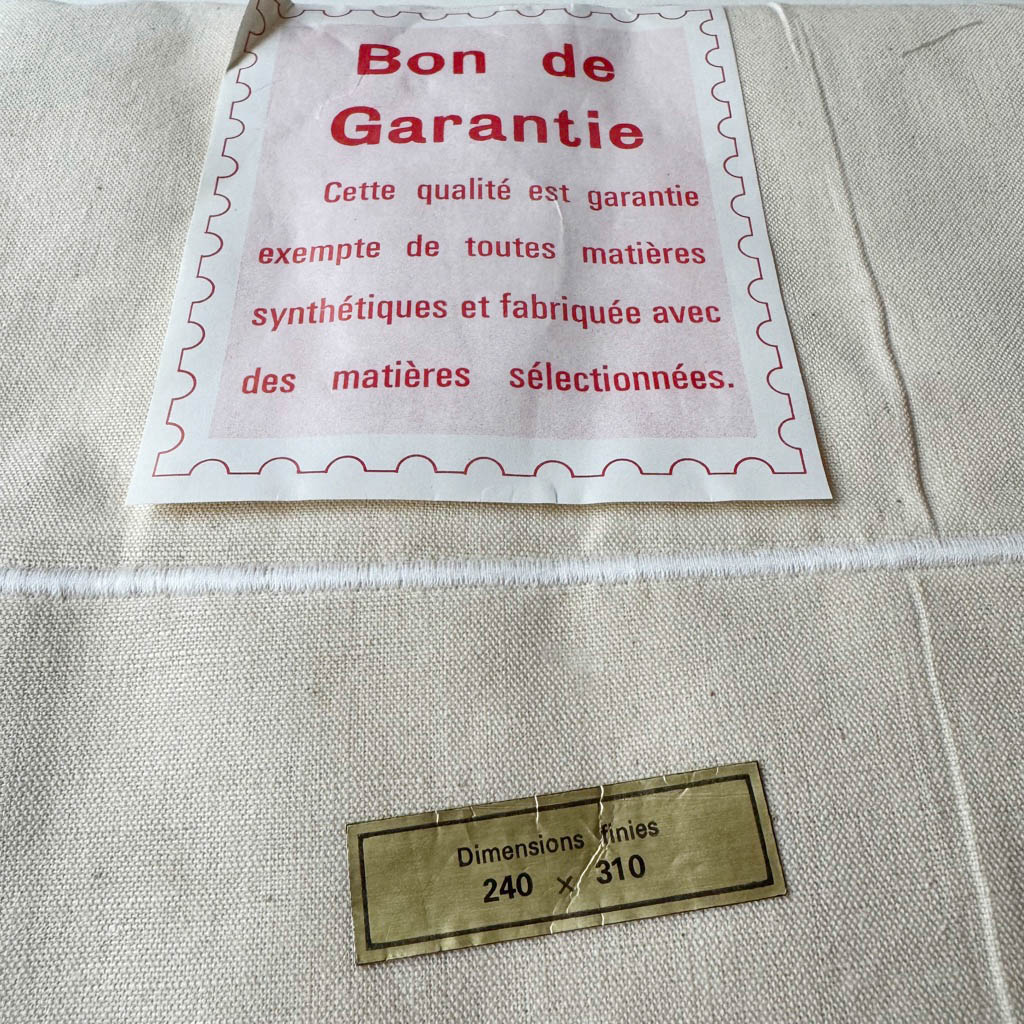 Bon de
Garantie
Cette qualité est garantie
exempte de toutes matières
synthétiques et fabriquée avec
des matières sélectionnées.
Dimensions finies
240 x 310